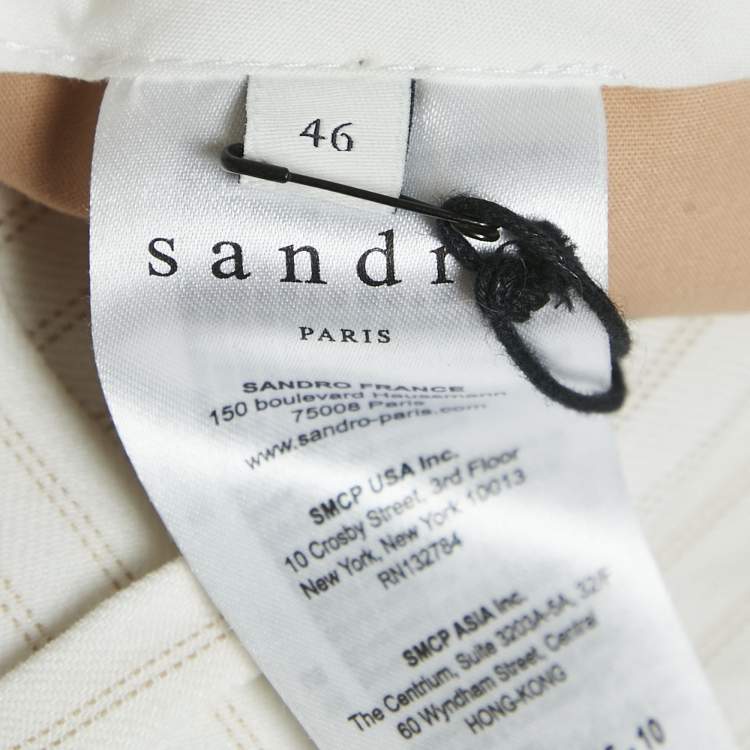 46
sandro
PARIS
SANDRO FRANCE
150 boulevard Haussmann
75008 Paris
www.sandro-paris.com
SMCP USA Inc.
10 Crosby Street, 3rd Floor
New York, New York 10013
RN132784
SMCP ASIA Inc.
The Centrium, Suite 3203A-5A, 32/F
60 Wyndham Street, Central
HONG-KONG
10